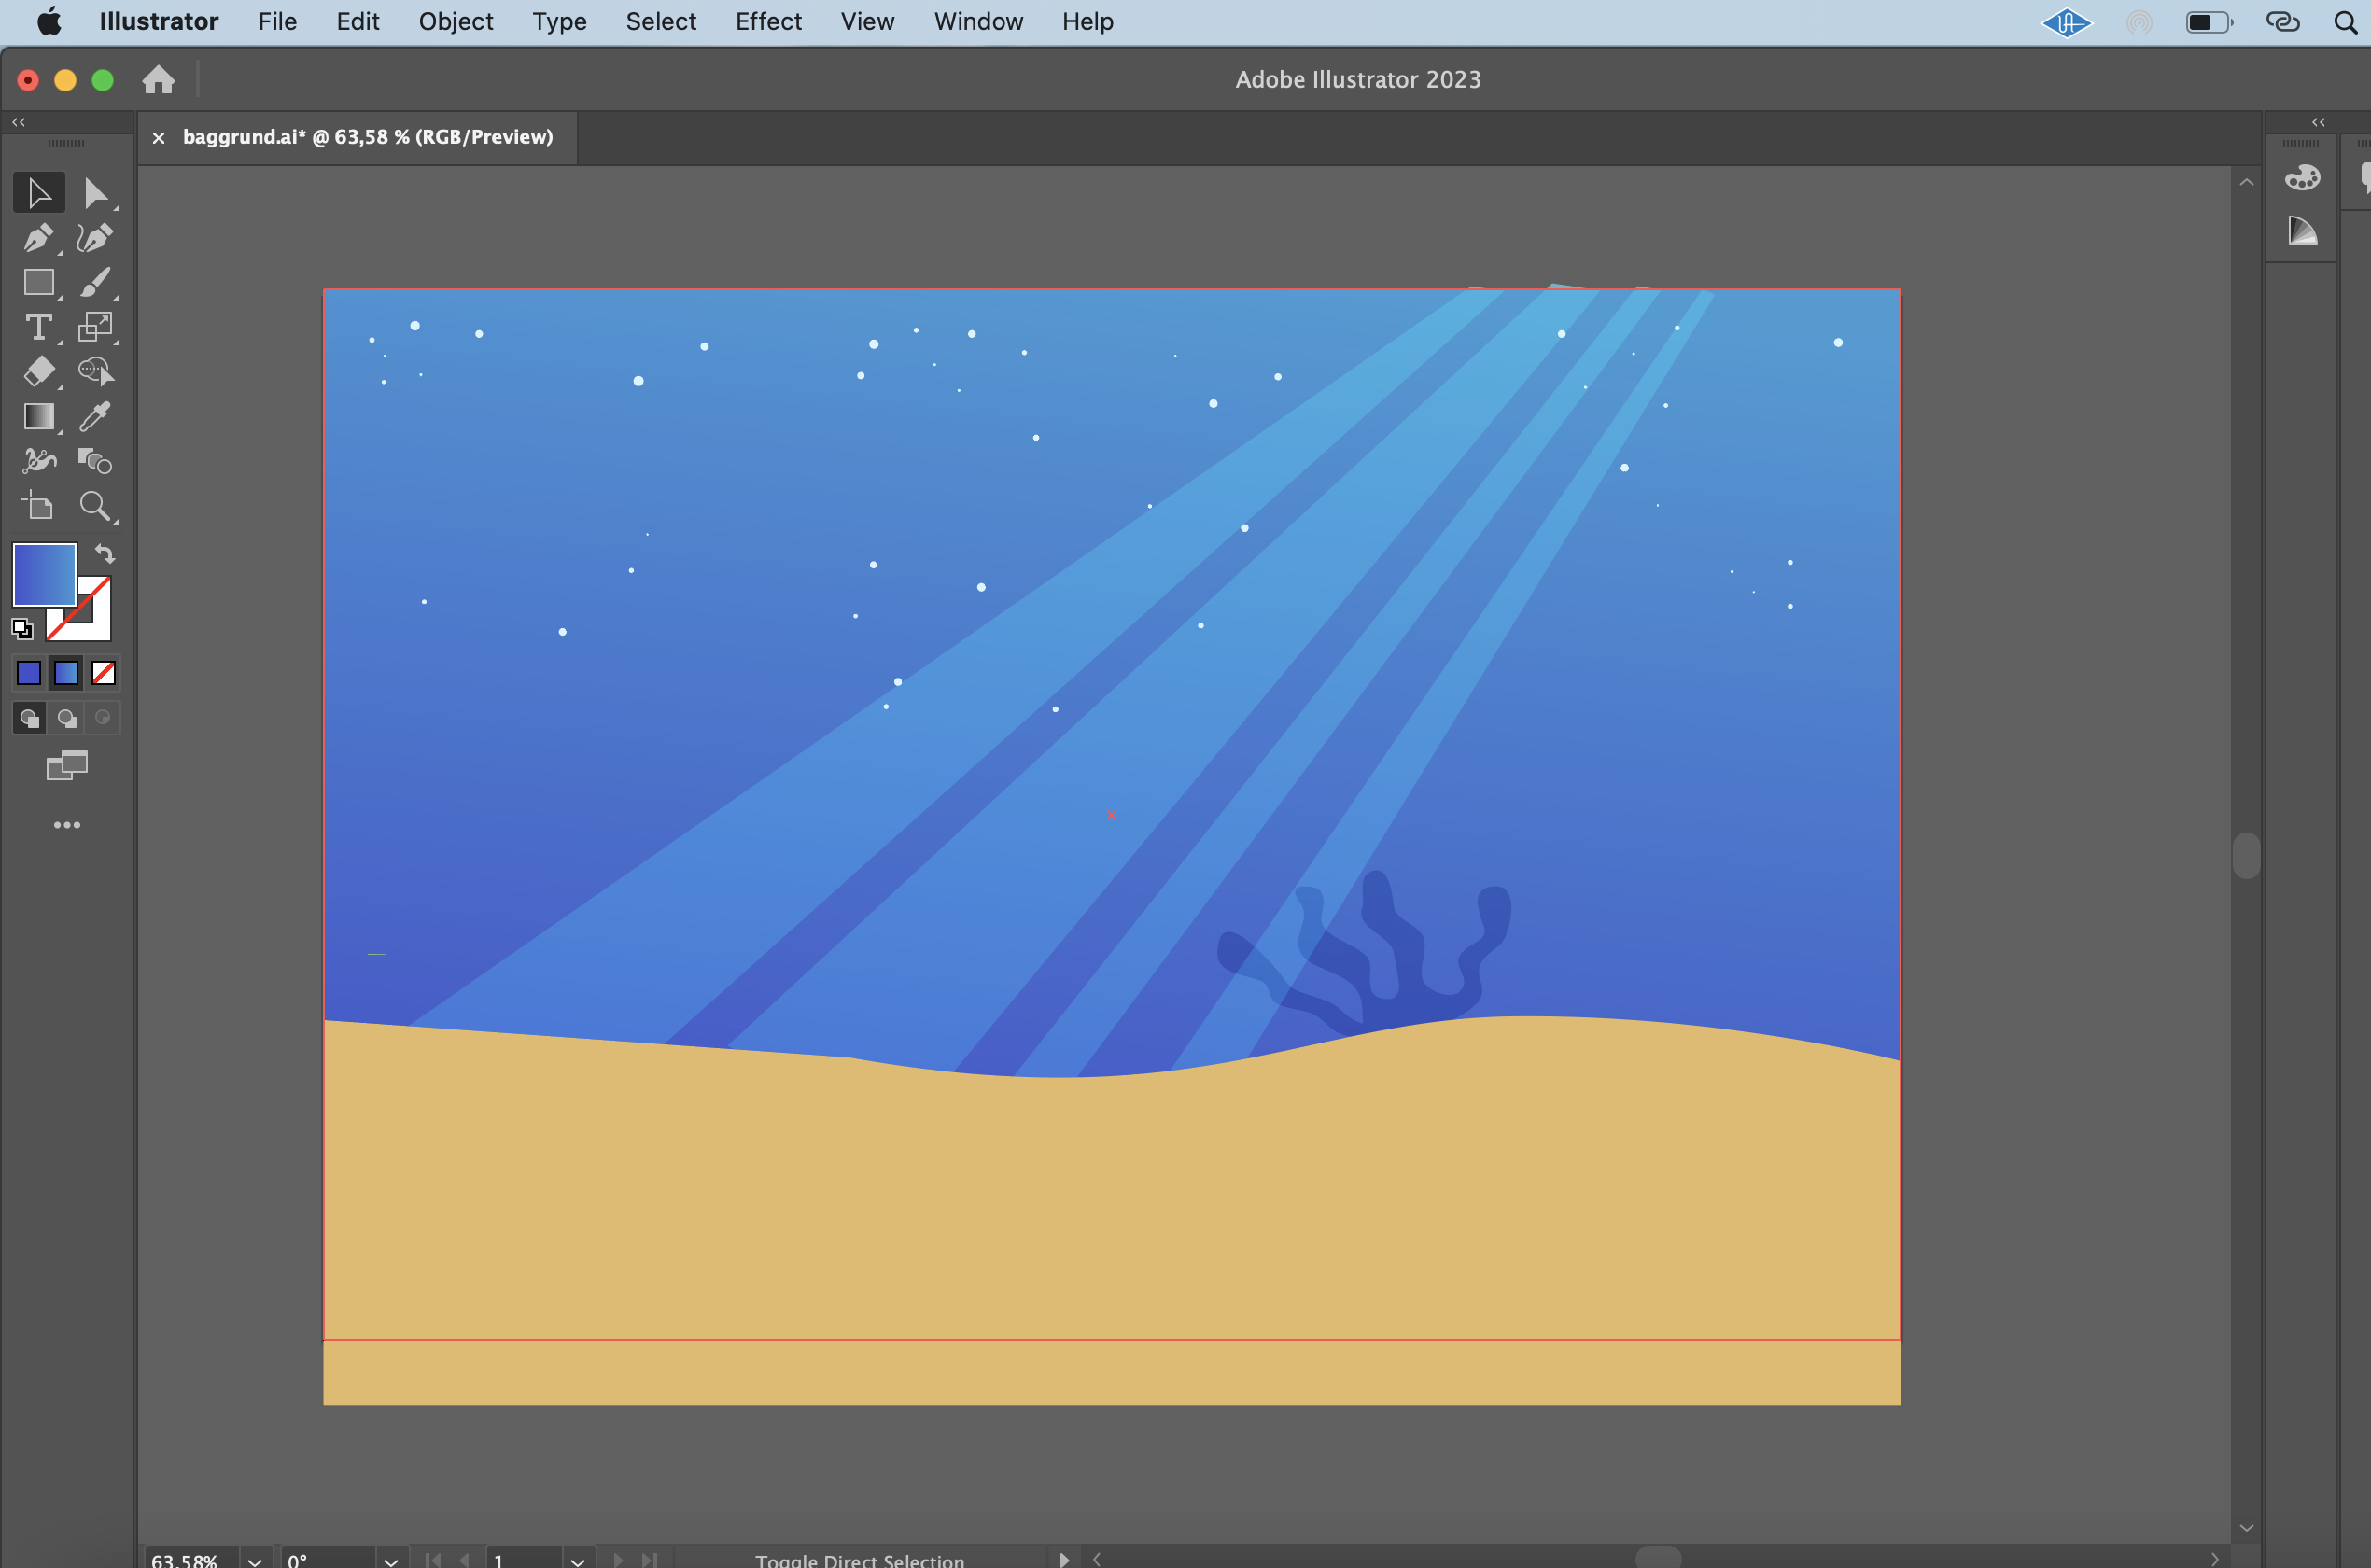 Illustrator File Edit Object Type Select Effect View Window Help
Adobe Illustrator 2023
baggrund.ai* @ 63,58 % (RGB/Preview)
63,58% 0° 1 Toggle Direct Selection